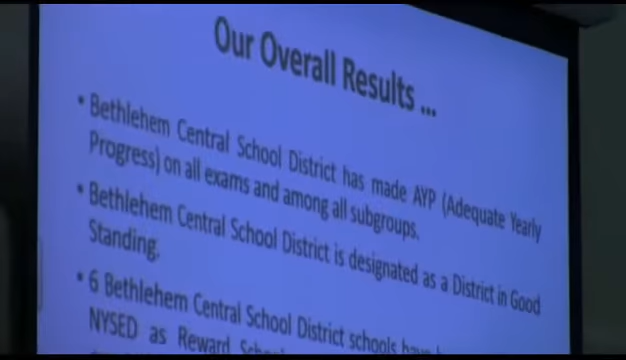 Our Overall Results ...
• Bethlehem Central School District has made AYP (Adequate Yearly
Progress) on all exams and among all subgroups.
• Bethlehem Central School District is designated as a District in Good
Standing.
• 6 Bethlehem Central School District schools have
NYSED as Reward